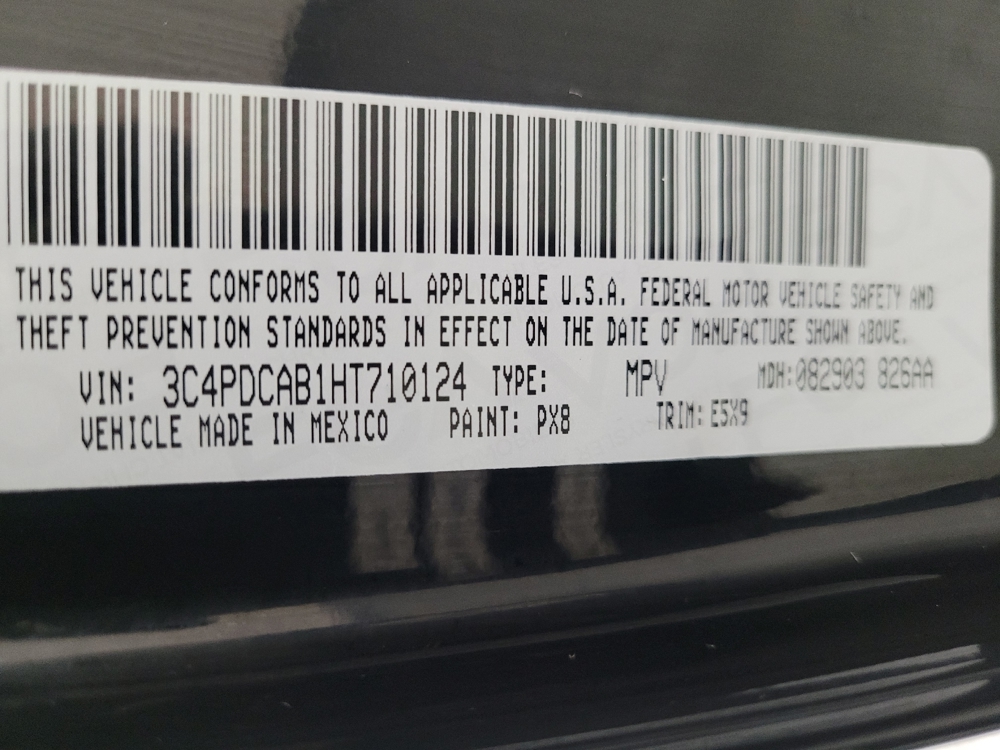 THIS VEHICLE CONFORMS TO ALL APPLICABLE U.S.A. FEDERAL MOTOR VEHICLE SAFETY AND
THEFT PREVENTION STANDARDS IN EFFECT ON THE DATE OF MANUFACTURE SHOWN ABOVE.
VIN: 3C4PDCAB1HT710124 TYPE: MPV MDH:082903 826AA
VEHICLE MADE IN MEXICO PAINT: PX8 TRIM: E5X9